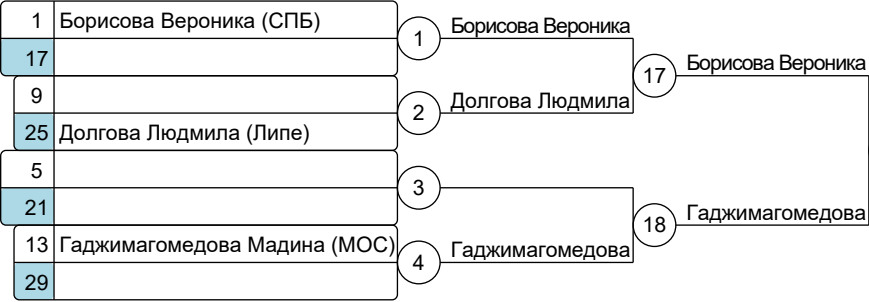 1 Борисова Вероника (СПБ)
17
9
25 Долгова Людмила (Липе)
5
21
13 Гаджимагомедова Мадина (МОС)
29
1 Борисова Вероника
2 Долгова Людмила
3
4 Гаджимагомедова
17 Борисова Вероника
18 Гаджимагомедова